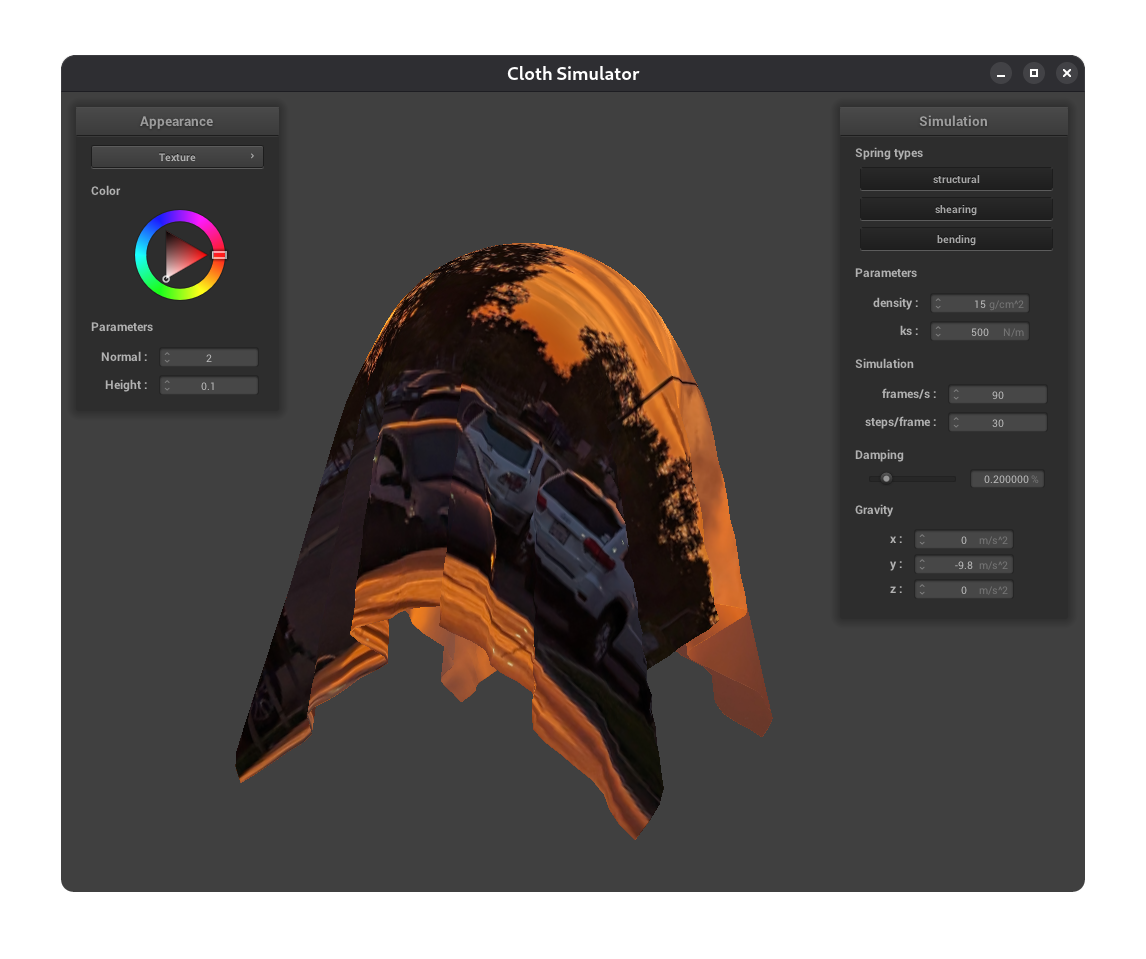 Cloth Simulator
Appearance
Texture
Color
Parameters
Normal : 2
Height : 0.1
Simulation
Spring types
structural
shearing
bending
Parameters
density : 15 g/cm^2
ks : 500 N/m
Simulation
frames/s : 90
steps/frame : 30
Damping
0.200000 %
Gravity
x : 0 m/s^2
y : -9.8 m/s^2
z : 0 m/s^2